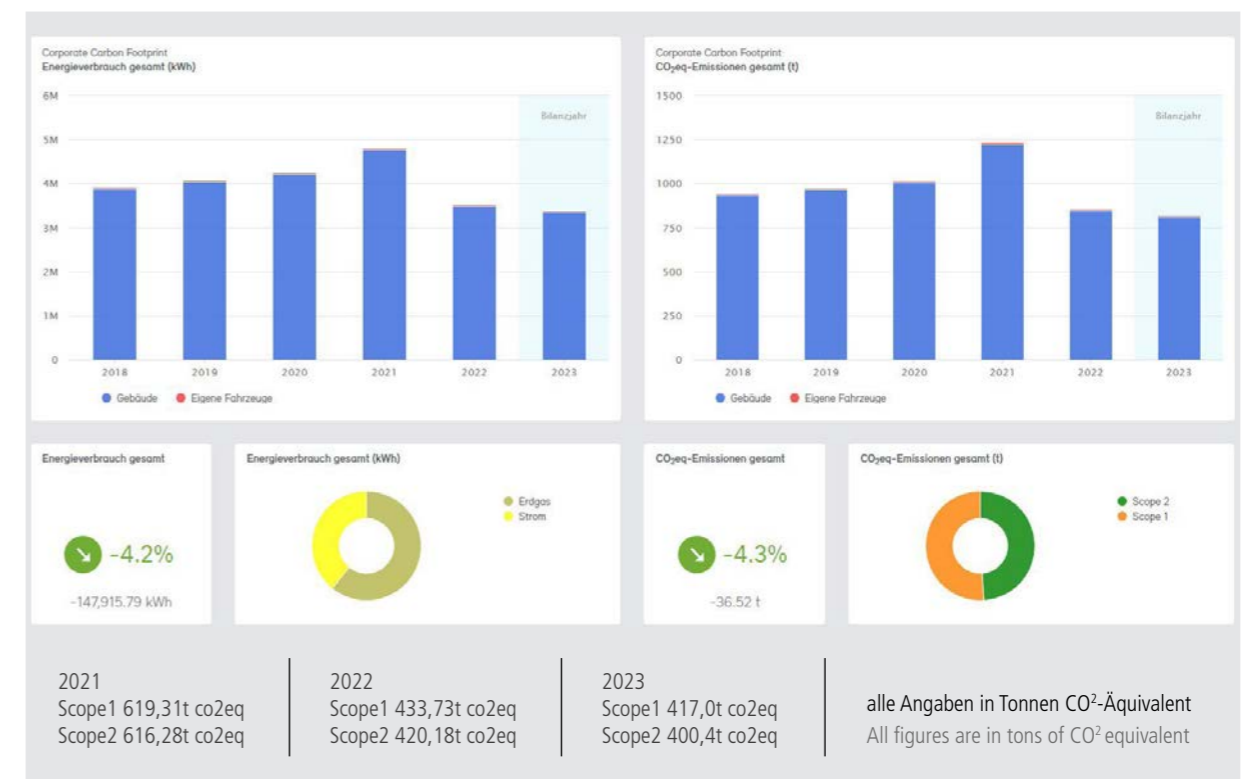 Corporate Carbon Footprint
Energieverbrauch gesamt (kWh)
6M
5M
4M
3M
2M
1M
0
Bilanzjahr
2018 2019 2020 2021 2022 2023
Gebäude Eigene Fahrzeuge
Corporate Carbon Footprint
CO₂eq-Emissionen gesamt (t)
1500
1250
1000
750
500
250
0
Bilanzjahr
2018 2019 2020 2021 2022 2023
Gebäude Eigene Fahrzeuge
Energieverbrauch gesamt
-4.2%
-147,915.79 kWh
Energieverbrauch gesamt (kWh)
Erdgas
Strom
CO₂eq-Emissionen gesamt
-4.3%
-36.52 t
CO₂eq-Emissionen gesamt (t)
Scope 2
Scope 1
2021
Scope1 619,31t co2eq
Scope2 616,28t co2eq
2022
Scope1 433,73t co2eq
Scope2 420,18t co2eq
2023
Scope1 417,0t co2eq
Scope2 400,4t co2eq
alle Angaben in Tonnen CO²-Äquivalent
All figures are in tons of CO² equivalent